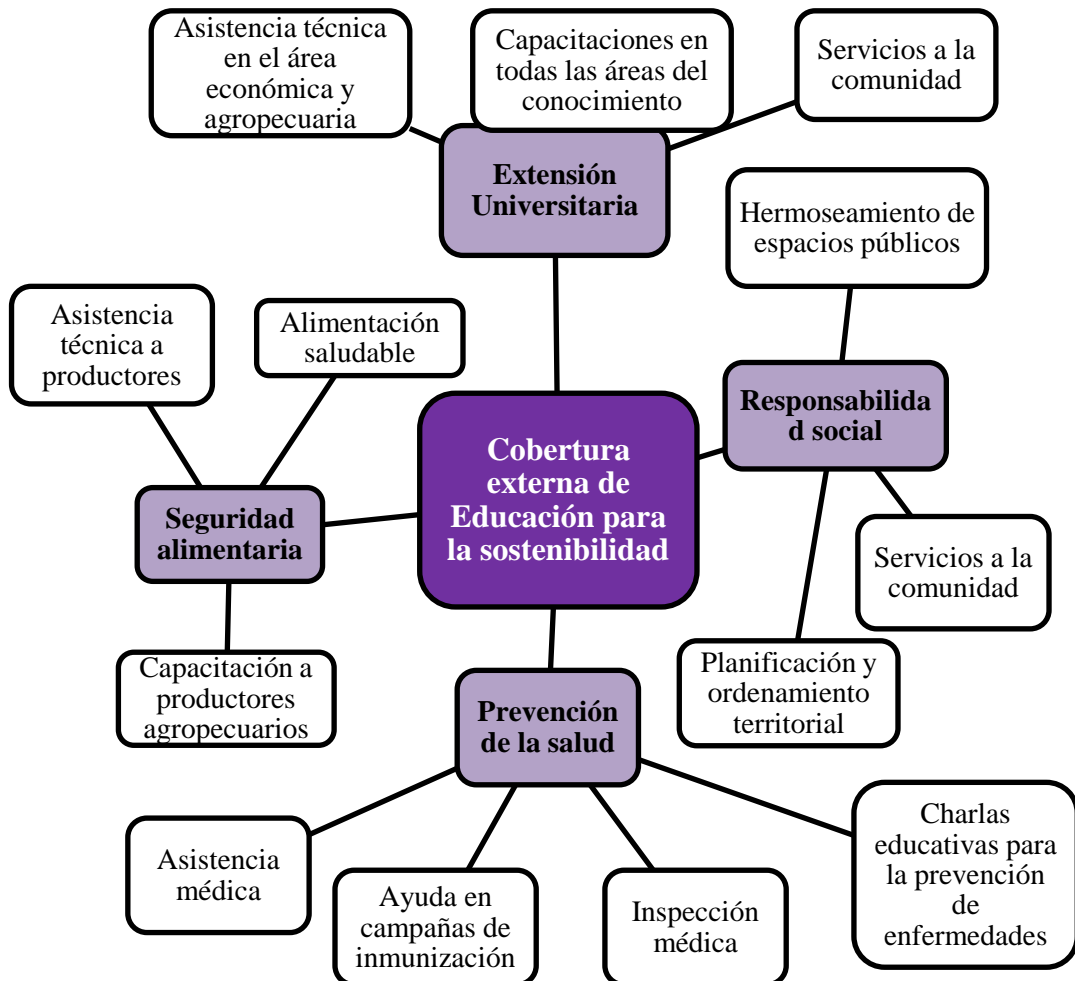 Asistencia técnica
en el área
económica y
agropecuaria
Capacitaciones en
todas las áreas del
conocimiento
Servicios a la
comunidad
Extensión
Universitaria
Hermoseamiento de
espacios públicos
Asistencia
técnica a
productores
Alimentación
saludable
Responsabilida
d social
Cobertura
externa de
Educación para
la sostenibilidad
Seguridad
alimentaria
Servicios a la
comunidad
Capacitación a
productores
agropecuarios
Planificación y
ordenamiento
territorial
Prevención
de la salud
Asistencia
médica
Ayuda en
campañas de
inmunización
Inspección
médica
Charlas
educativas para
la prevención
de
enfermedades